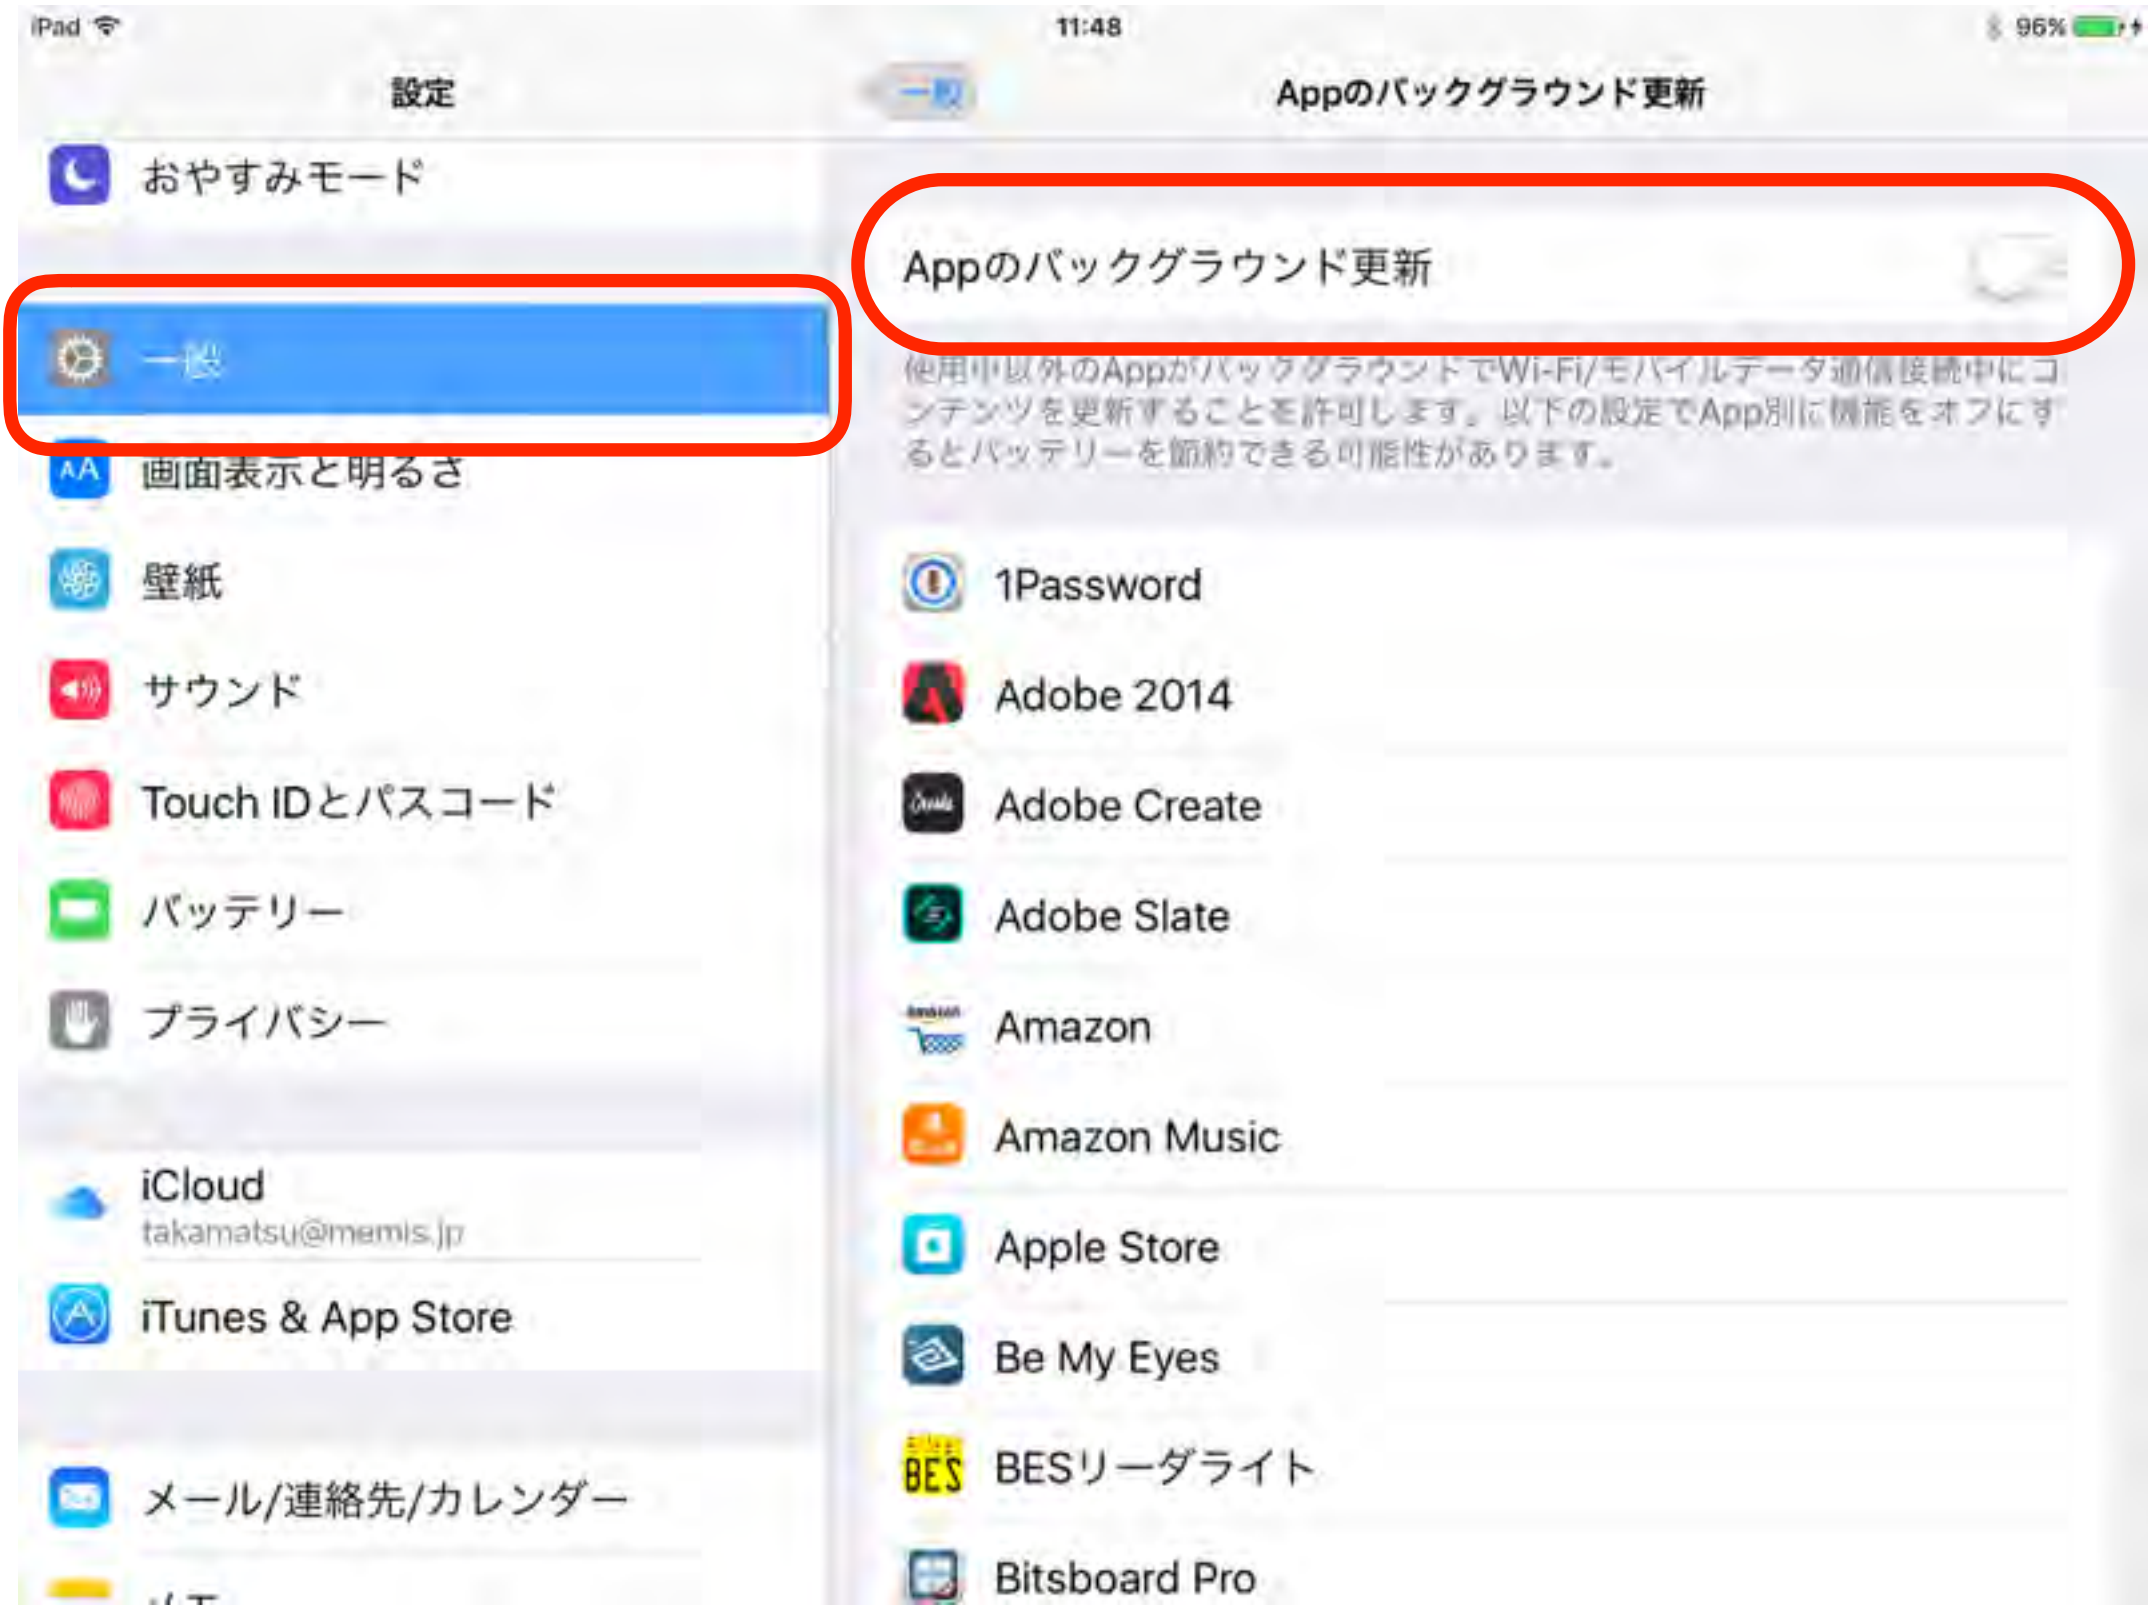 iPad
11:48
96%
設定
一般
Appのバックグラウンド更新
おやすみモード
一般
画面表示と明るさ
壁紙
サウンド
Touch IDとパスコード
バッテリー
プライバシー
iCloud
takamatsu@memis.jp
iTunes & App Store
メール/連絡先/カレンダー
メモ
Appのバックグラウンド更新
使用中以外のAppがバックグラウンドでWi-Fi/モバイルデータ通信接続中にコ
ンテンツを更新することを許可します。以下の設定でApp別に機能をオフにす
るとバッテリーを節約できる可能性があります。
1Password
Adobe 2014
Create
Adobe Create
Adobe Slate
amazon
Amazon
Amazon Music
Apple Store
Be My Eyes
BES
BESリーダライト
Bitsboard Pro